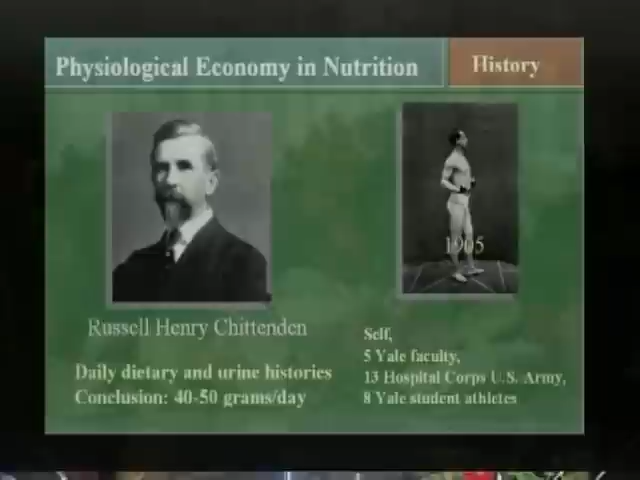 Physiological Economy in Nutrition
History
1905
Russell Henry Chittenden
Daily dietary and urine histories
Conclusion: 40-50 grams/day
Self,
5 Yale faculty,
13 Hospital Corps U.S. Army,
8 Yale student athletes